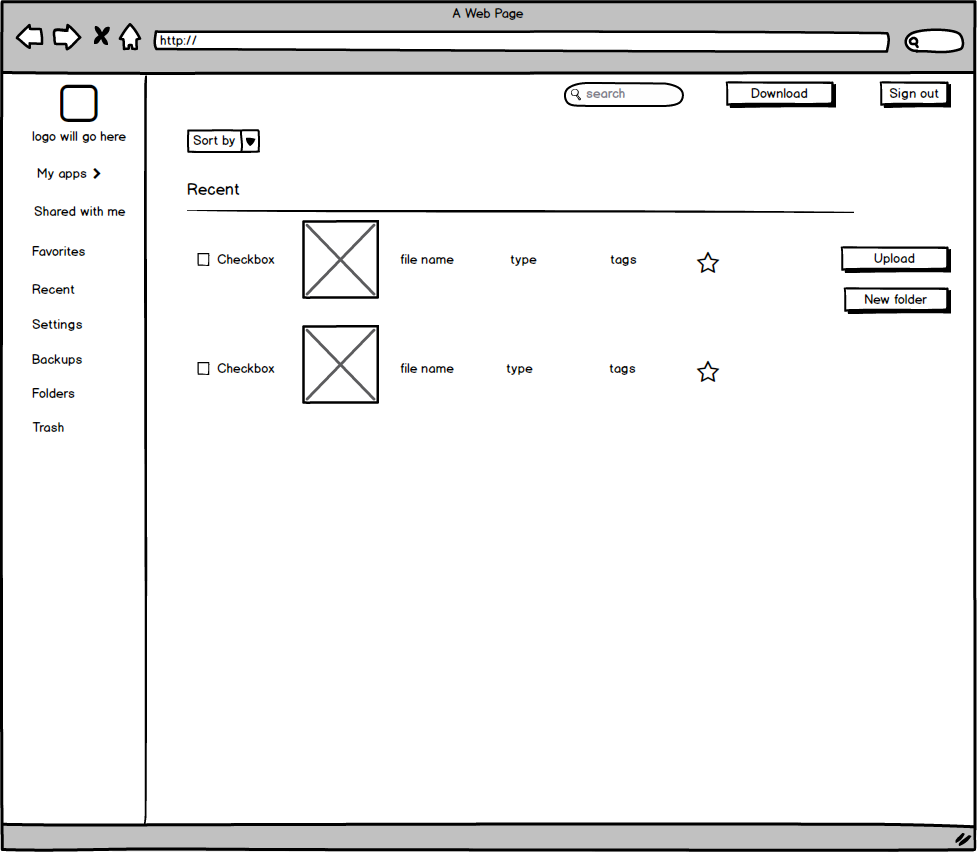 A Web Page
http://
search
Download
Sign out
logo will go here
My apps
Shared with me
Favorites
Recent
Settings
Backups
Folders
Trash
Sort by
Recent
Checkbox file name type tags
Upload
New folder
Checkbox file name type tags